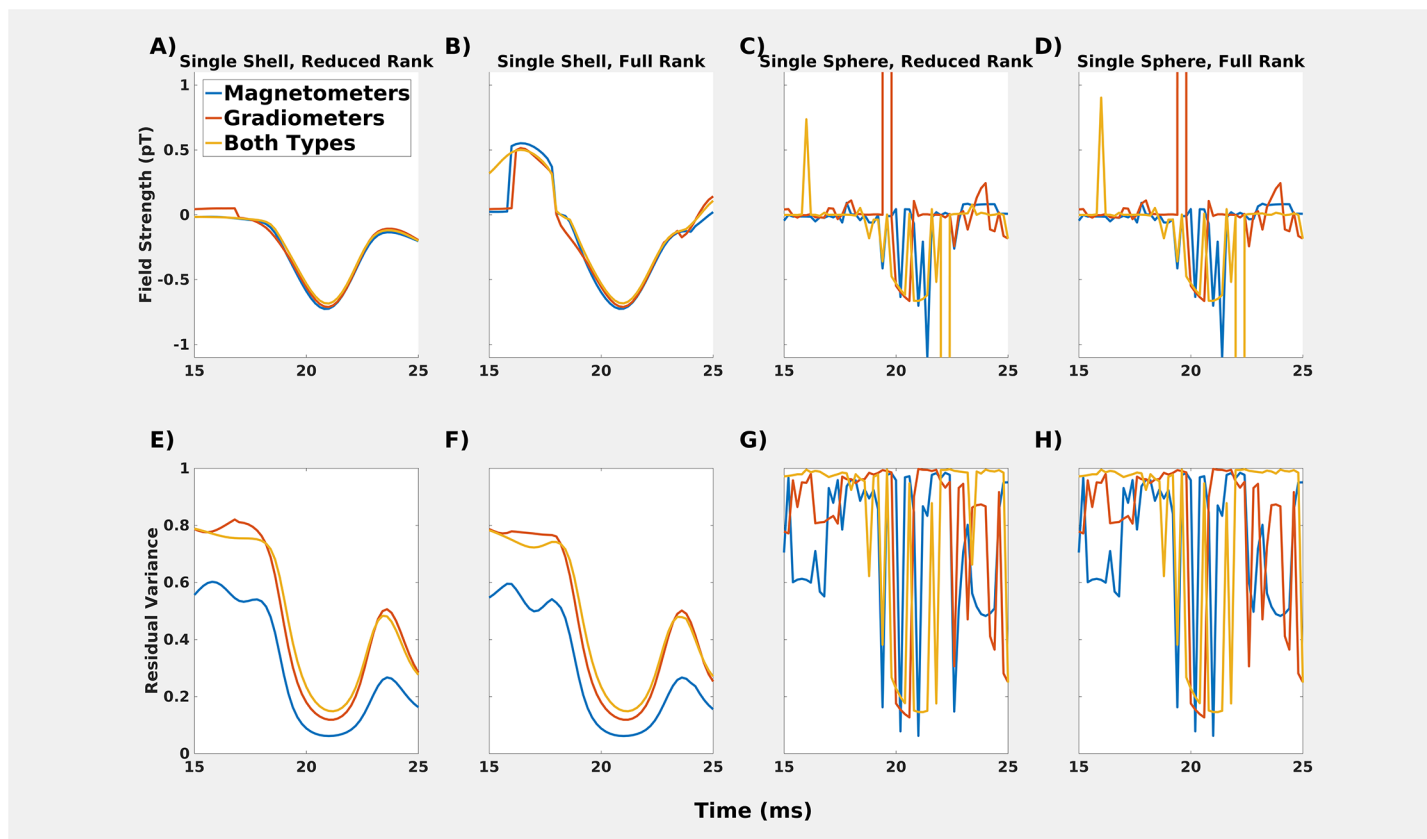 A)
Single Shell, Reduced Rank
B)
Single Shell, Full Rank
C)
Single Sphere, Reduced Rank
D)
Single Sphere, Full Rank
Magnetometers
Gradiometers
Both Types
Field Strength (pT)
1
0.5
0
-0.5
-1
15 20 25
15 20 25
15 20 25
15 20 25
E)
F)
G)
H)
Residual Variance
1
0.8
0.6
0.4
0.2
0
15 20 25
15 20 25
15 20 25
15 20 25
Time (ms)